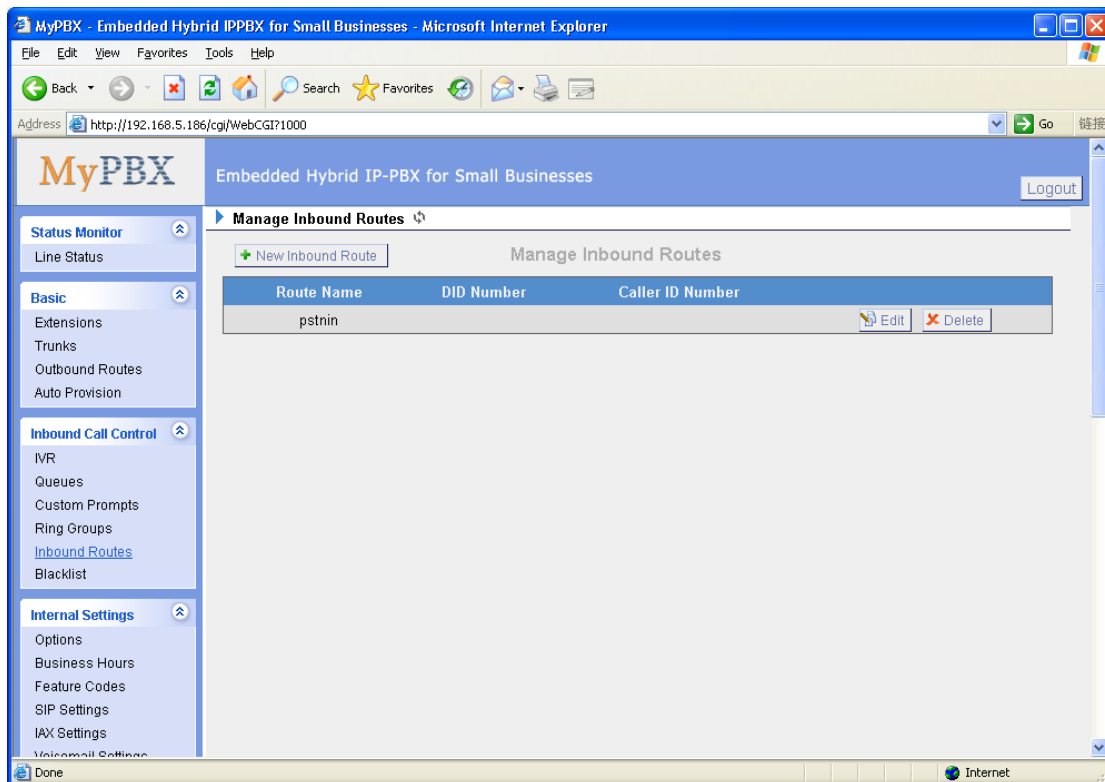 MyPBX - Embedded Hybrid IPPBX for Small Businesses - Microsoft Internet Explorer
File Edit View Favorites Tools Help
Back Search Favorites
Address http://192.168.5.186/cgi/WebCGI?1000 Go 链接
MyPBX
Embedded Hybrid IP-PBX for Small Businesses
Logout
Status Monitor
Line Status
Basic
Extensions
Trunks
Outbound Routes
Auto Provision
Inbound Call Control
IVR
Queues
Custom Prompts
Ring Groups
Inbound Routes
Blacklist
Internal Settings
Options
Business Hours
Feature Codes
SIP Settings
IAX Settings
Voicemail Settings
Manage Inbound Routes
New Inbound Route Manage Inbound Routes
Route Name DID Number Caller ID Number
pstnin Edit Delete
Done Internet